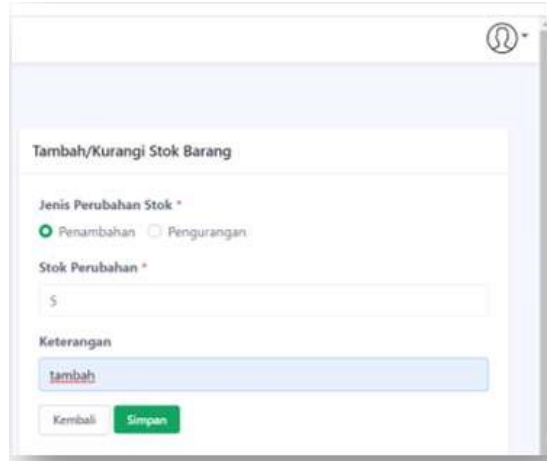 Tambah/Kurangi Stok Barang
Jenis Perubahan Stok *
Penambahan Pengurangan
Stok Perubahan *
5
Keterangan
tambah
Kembali Simpan